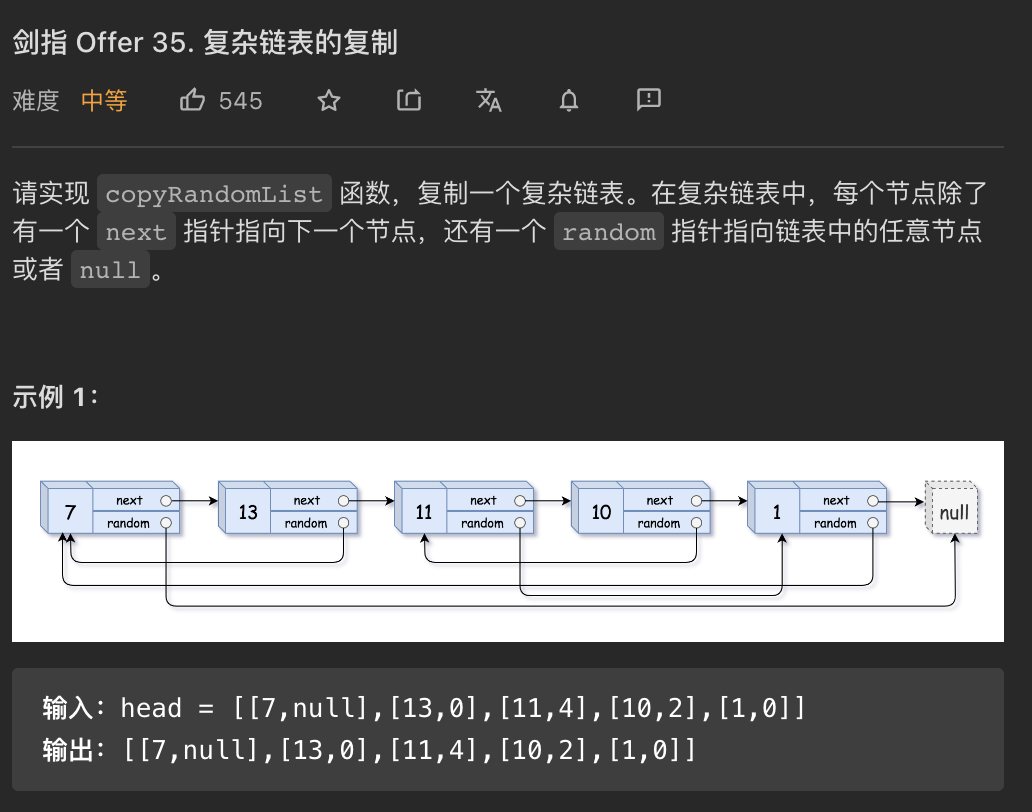 剑指 Offer 35. 复杂链表的复制
难度 中等 545
请实现 copyRandomList 函数，复制一个复杂链表。在复杂链表中，每个节点除了
有一个 next 指针指向下一个节点，还有一个 random 指针指向链表中的任意节点
或者 null 。
示例 1：
7 next random 13 next random 11 next random 10 next random 1 next random null
输入：head = [[7,null],[13,0],[11,4],[10,2],[1,0]]
输出：[[7,null],[13,0],[11,4],[10,2],[1,0]]